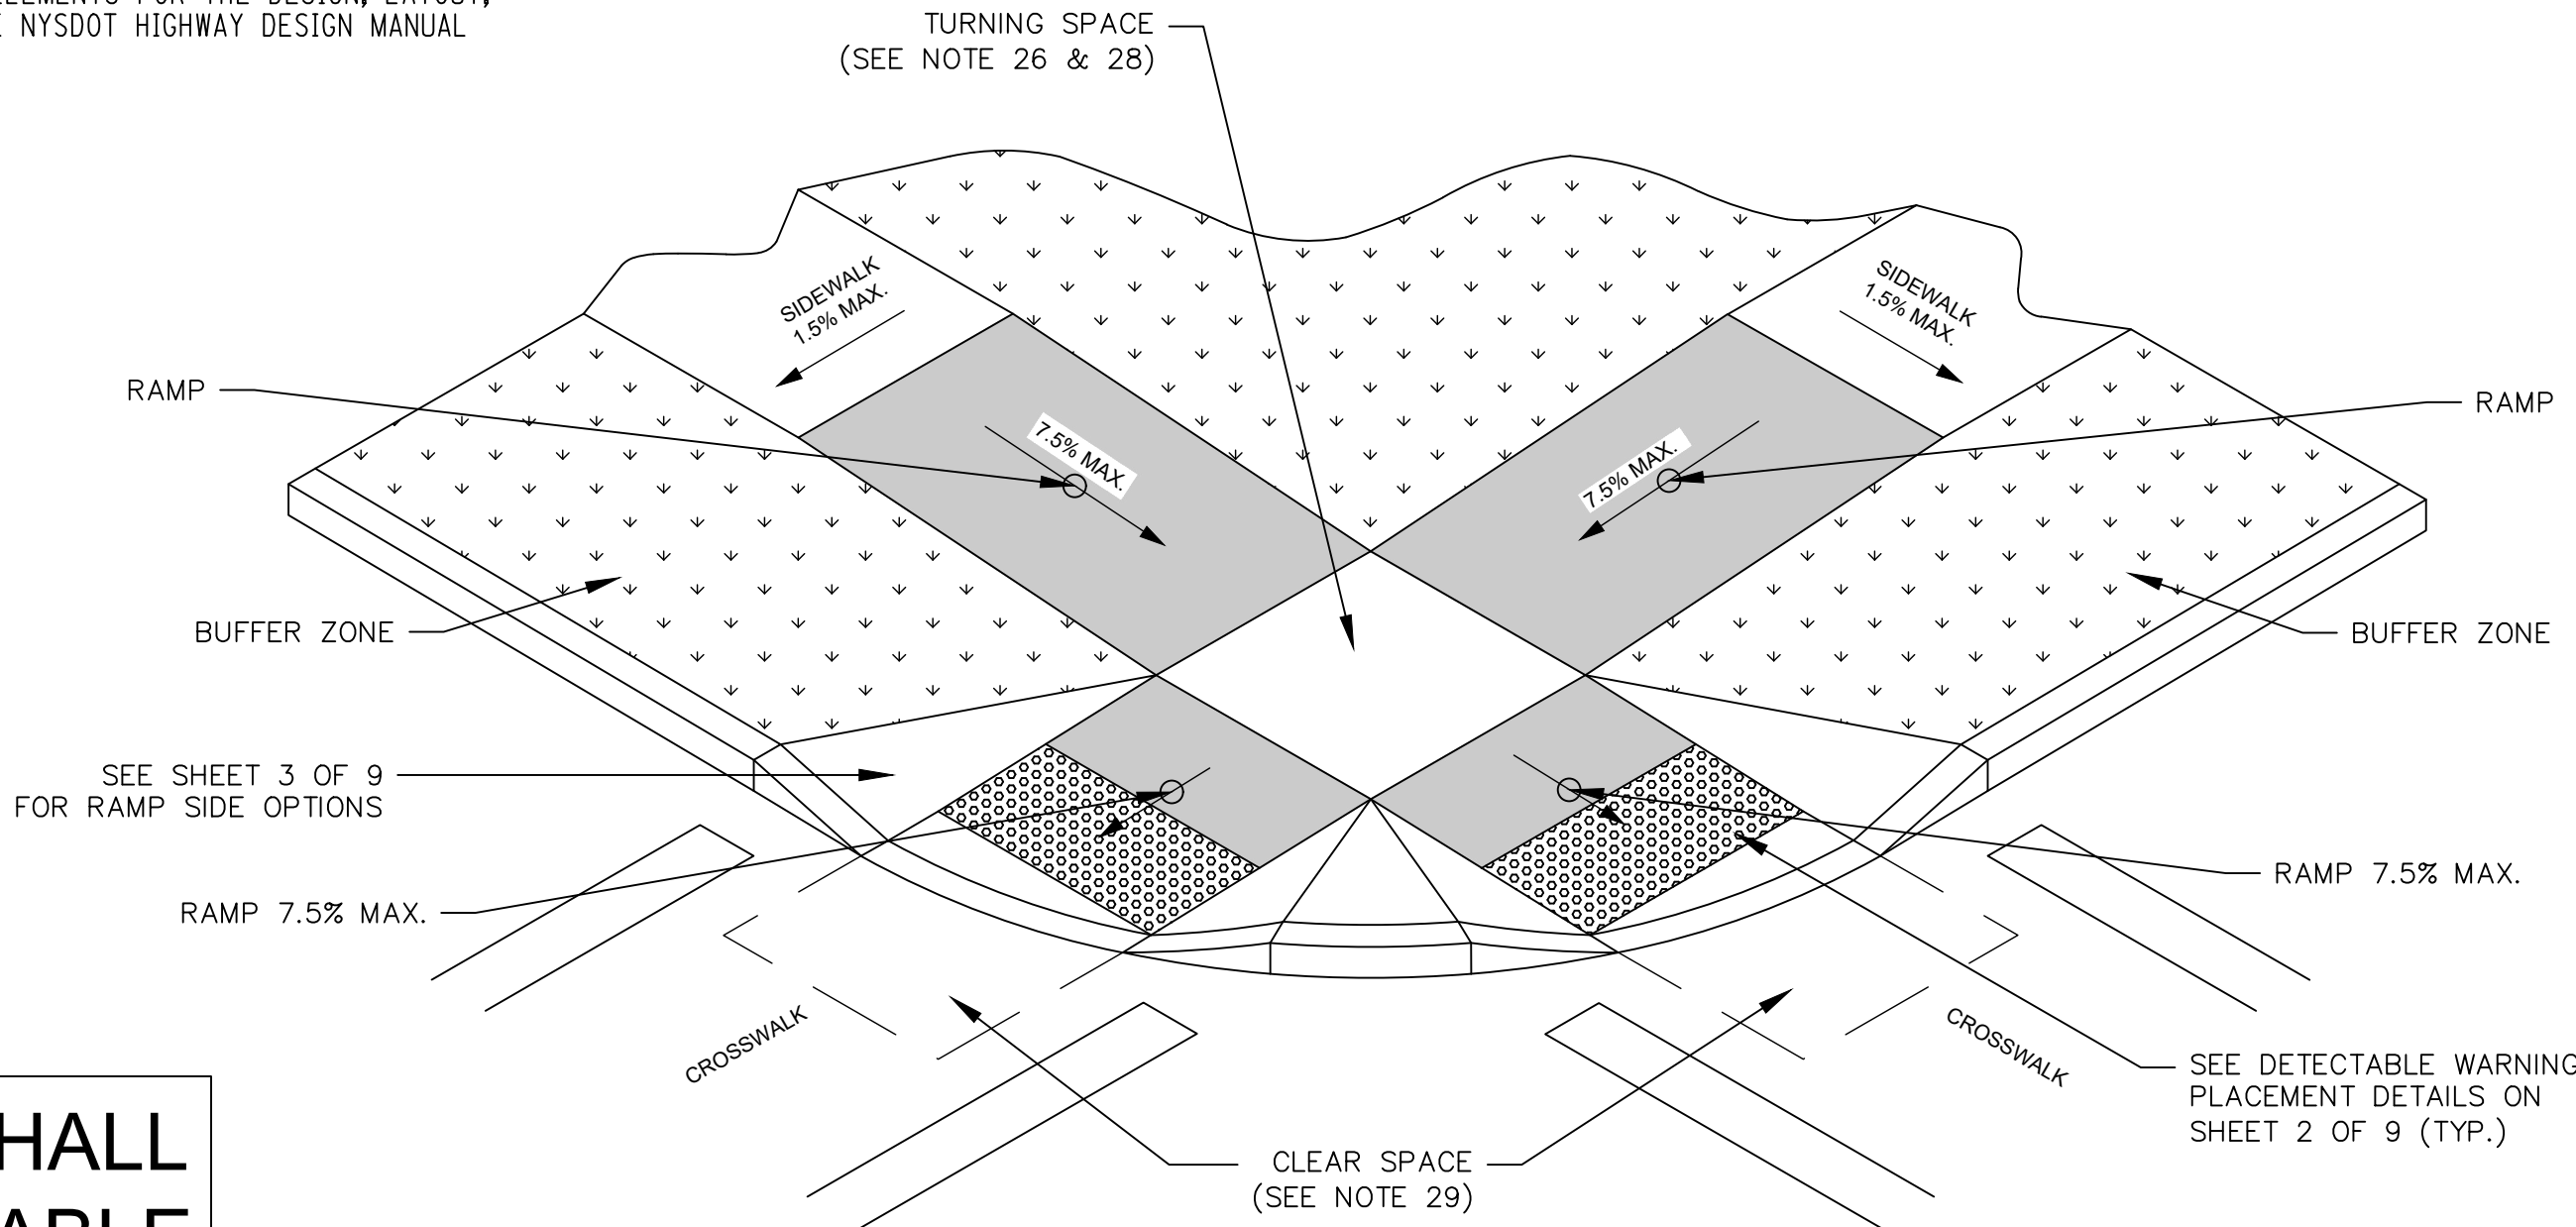 NYSDOT HIGHWAY DESIGN MANUAL
TURNING SPACE
(SEE NOTE 26 & 28)
SIDEWALK
1.5% MAX.
SIDEWALK
1.5% MAX.
RAMP
7.5% MAX.
7.5% MAX.
RAMP
BUFFER ZONE
BUFFER ZONE
SEE SHEET 3 OF 9
FOR RAMP SIDE OPTIONS
RAMP 7.5% MAX.
RAMP 7.5% MAX.
CROSSWALK
CROSSWALK
SEE DETECTABLE WARNING
PLACEMENT DETAILS ON
SHEET 2 OF 9 (TYP.)
CLEAR SPACE
(SEE NOTE 29)
HALL